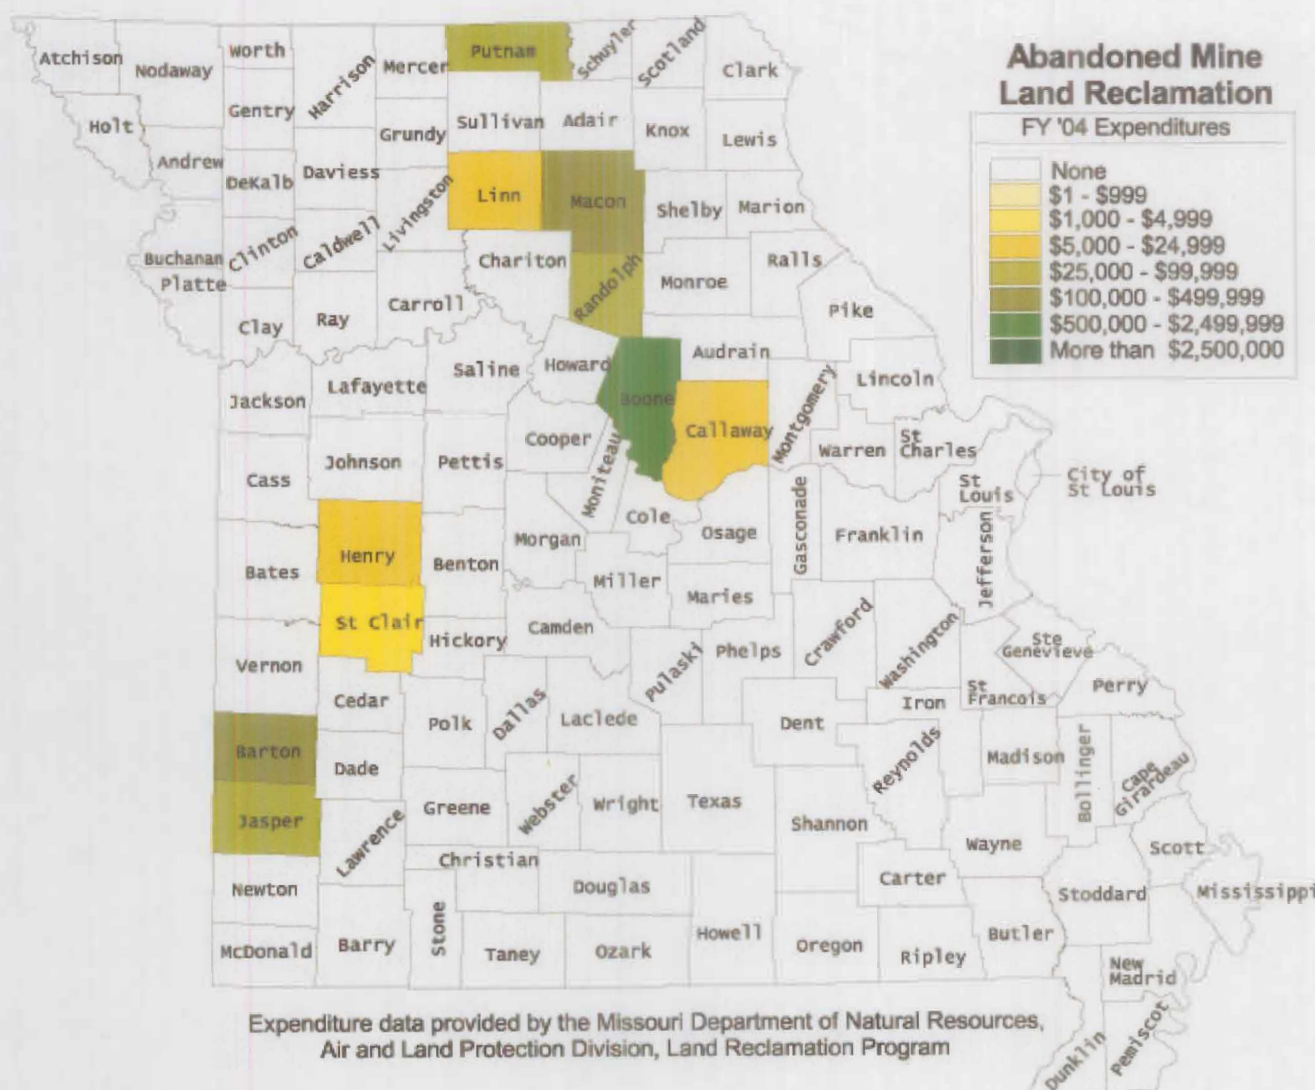 Abandoned Mine
Land Reclamation
FY '04 Expenditures
None
$1 - $999
$1,000 - $4,999
$5,000 - $24,999
$25,000 - $99,999
$100,000 - $499,999
$500,000 - $2,499,999
More than $2,500,000
Atchison
Nodaway
Worth
Harrison
Mercer
Putnam
Schuyler
Scotland
Clark
Holt
Gentry
Grundy
Sullivan
Adair
Knox
Lewis
Andrew
DeKalb
Daviess
Livingston
Linn
Macon
Shelby
Marion
Buchanan
Clinton
Caldwell
Chariton
Randolph
Monroe
Ralls
Platte
Clay
Ray
Carroll
Pike
Jackson
Lafayette
Saline
Howard
Boone
Audrain
Callaway
Montgomery
Lincoln
Cass
Johnson
Pettis
Cooper
Moniteau
Warren
St
Charles
St
Louis
City of
St Louis
Cole
Osage
Gasconade
Franklin
Jefferson
Bates
Henry
Benton
Morgan
Miller
Maries
St Clair
Hickory
Camden
Pulaski
Phelps
Crawford
Washington
Ste
Genevieve
Vernon
Cedar
Polk
Dallas
Laclede
Dent
Iron
St
Francois
Perry
Barton
Dade
Reynolds
Madison
Bollinger
Cape
Girardeau
Jasper
Lawrence
Greene
Webster
Wright
Texas
Shannon
Wayne
Scott
Christian
Newton
Douglas
Carter
Stoddard
Mississippi
McDonald
Barry
Stone
Taney
Ozark
Howell
Oregon
Ripley
Butler
New
Madrid
Dunklin
Pemiscot
Expenditure data provided by the Missouri Department of Natural Resources,
Air and Land Protection Division, Land Reclamation Program